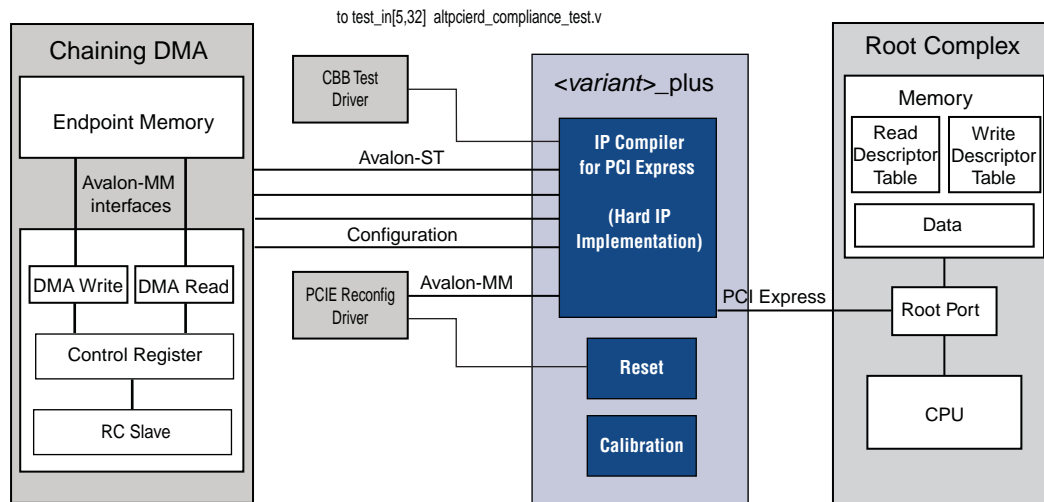 to test_in[5,32] altpcierd_compliance_test.v
Chaining DMA
Endpoint Memory
Avalon-MM
interfaces
DMA Write
DMA Read
Control Register
RC Slave
CBB Test
Driver
Avalon-ST
Configuration
PCIE Reconfig
Driver
Avalon-MM
<variant>_plus
IP Compiler
for PCI Express
(Hard IP
Implementation)
Reset
Calibration
PCI Express
Root Complex
Memory
Read
Descriptor
Table
Write
Descriptor
Table
Data
Root Port
CPU